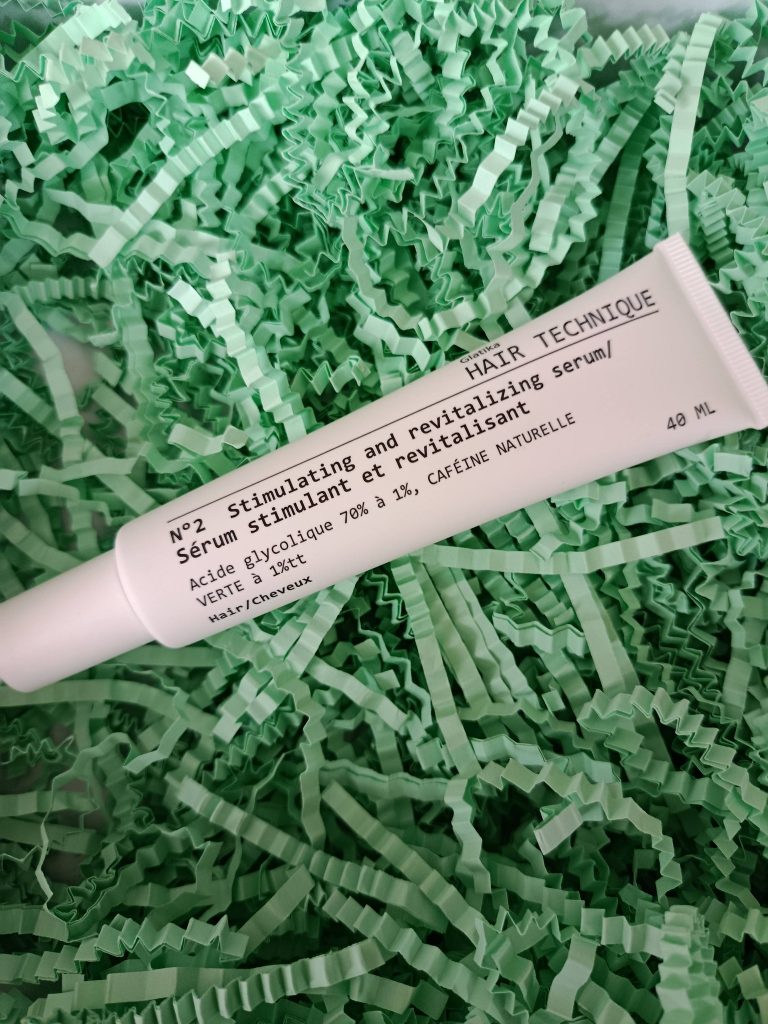 Glatika
HAIR TECHNIQUE
N°2 Stimulating and revitalizing serum/
Sérum stimulant et revitalisant
Acide glycolique 70% à 1%, CAFÉINE NATURELLE
VERTE à 1%tt
Hair/Cheveux
40 ML